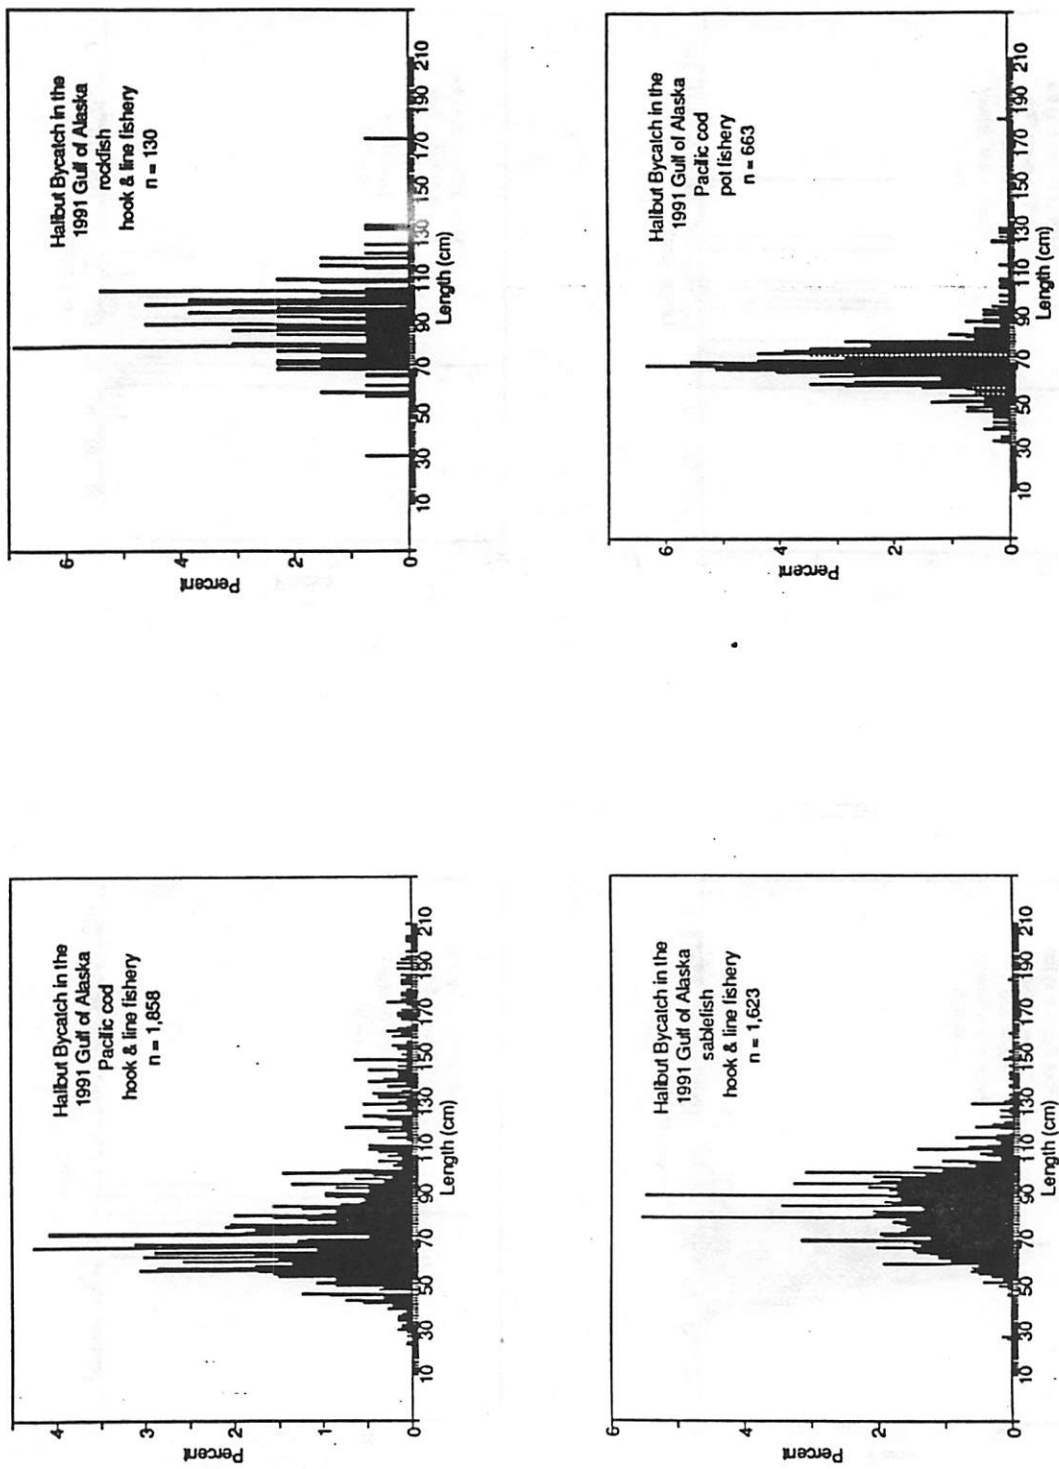 Halibut Bycatch in the
1991 Gulf of Alaska
Pacific cod
hook & line fishery
n = 1,858
Percent
5
4
3
2
1
0
10 30 50 70 90 110 130 150 170 190 210
Length (cm)
Halibut Bycatch in the
1991 Gulf of Alaska
rockfish
hook & line fishery
n = 130
Percent
6
4
2
0
10 30 50 70 90 110 130 150 170 190 210
Length (cm)
Halibut Bycatch in the
1991 Gulf of Alaska
sablefish
hook & line fishery
n = 1,623
Percent
6
4
2
0
10 30 50 70 90 110 130 150 170 190 210
Length (cm)
Halibut Bycatch in the
1991 Gulf of Alaska
Pacific cod
pot fishery
n = 663
Percent
6
4
2
0
10 30 50 70 90 110 130 150 170 190 210
Length (cm)